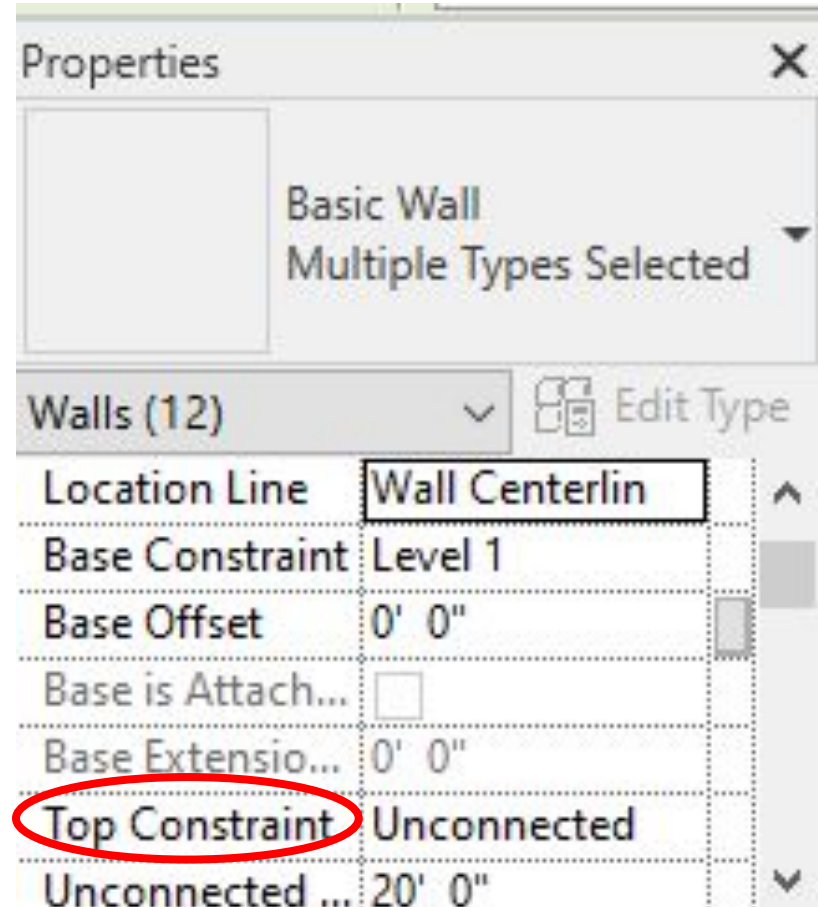 Properties
Basic Wall
Multiple Types Selected
Walls (12)
Edit Type
Location Line Wall Centerlin
Base Constraint Level 1
Base Offset 0' 0"
Base is Attach...
Base Extensio... 0' 0"
Top Constraint Unconnected
Unconnected ... 20' 0"